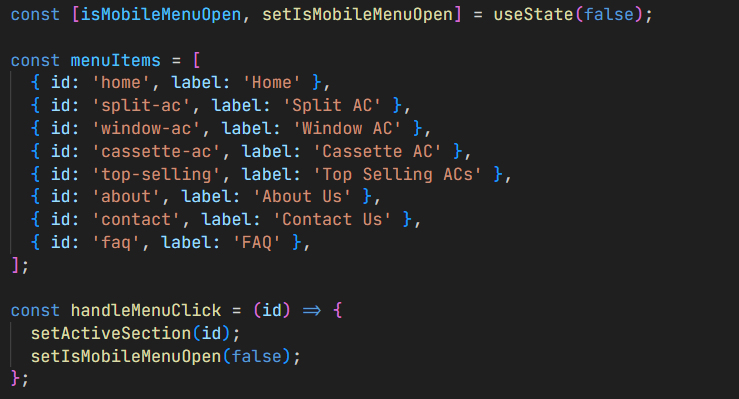 const [isMobileMenuOpen, setIsMobileMenuOpen] = useState(false);
const menuItems = [
{ id: 'home', label: 'Home' },
{ id: 'split-ac', label: 'Split AC' },
{ id: 'window-ac', label: 'Window AC' },
{ id: 'cassette-ac', label: 'Cassette AC' },
{ id: 'top-selling', label: 'Top Selling ACs' },
{ id: 'about', label: 'About Us' },
{ id: 'contact', label: 'Contact Us' },
{ id: 'faq', label: 'FAQ' },
];
const handleMenuClick = (id) => {
setActiveSection(id);
setIsMobileMenuOpen(false);
};